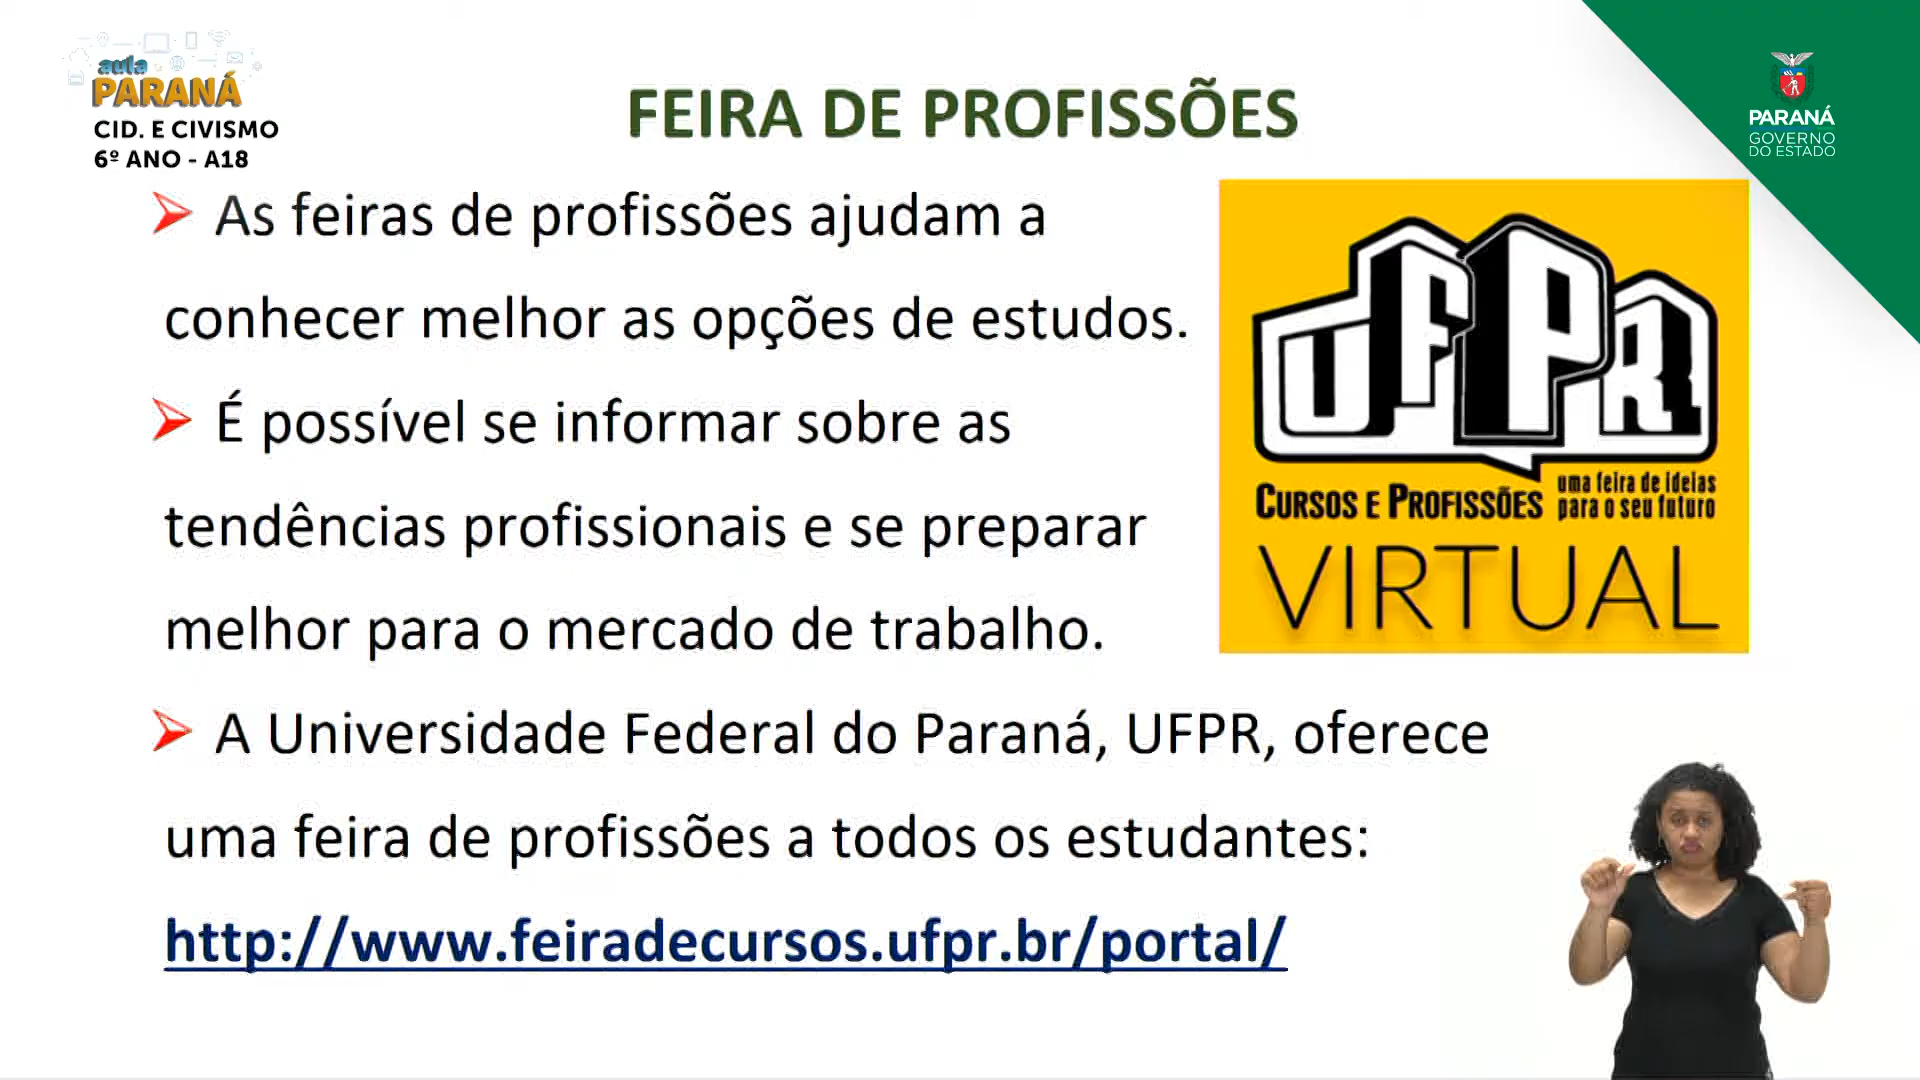 aula
PARANÁ
CID. E CIVISMO
6º ANO - A18
FEIRA DE PROFISSÕES
PARANÁ
GOVERNO
DO ESTADO
As feiras de profissões ajudam a
conhecer melhor as opções de estudos.
É possível se informar sobre as
tendências profissionais e se preparar
melhor para o mercado de trabalho.
A Universidade Federal do Paraná, UFPR, oferece
uma feira de profissões a todos os estudantes:
http://www.feiradecursos.ufpr.br/portal/
UFPR
CURSOS E PROFISSÕES
uma feira de ideias
para o seu futuro
VIRTUAL